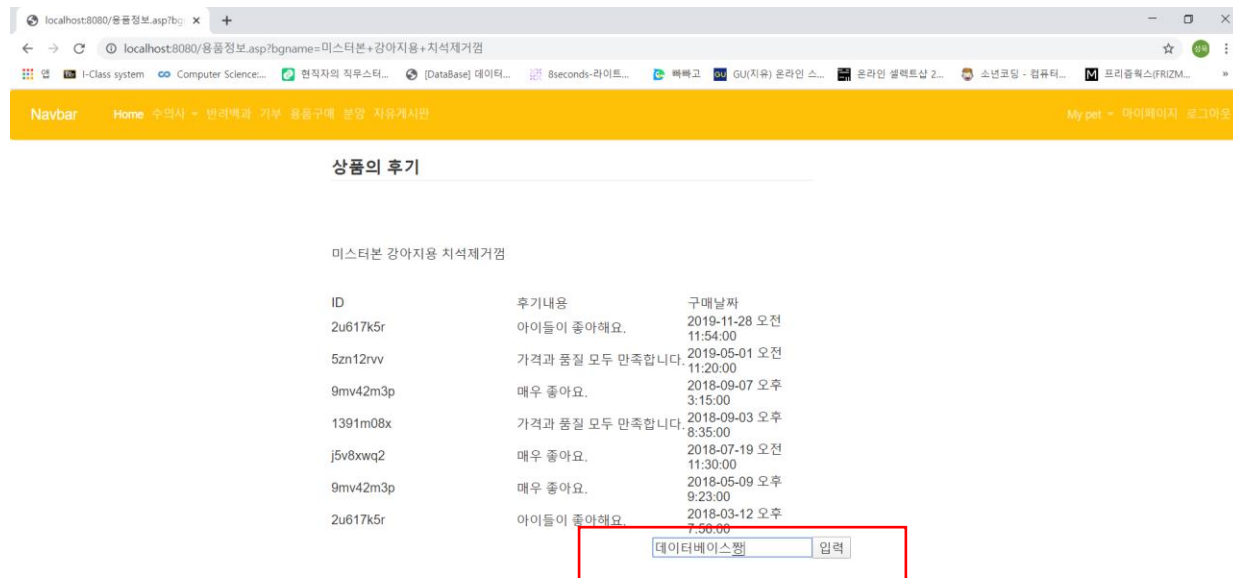 localhost:8080/용품정보.asp?bg
localhost:8080/용품정보.asp?bgname=미스터본+강아지용+치석제거껌
앱 I-Class system Computer Science:... 현직자의 직무스터... [DataBase] 데이터... 8seconds-라이트... 빠빠고 GU(지유) 온라인 스... 온라인 셀렉트샵 2... 소년코딩 - 컴퓨터... 프리즘웍스(FRIZM... »
Navbar Home 수의사 반려백과 기부 용품구매 분양 자유게시판 My pet 마이페이지 로그아웃
상품의 후기
미스터본 강아지용 치석제거껌
ID 후기내용 구매날짜
2u617k5r 아이들이 좋아해요. 2019-11-28 오전
11:54:00
5zn12rvv 가격과 품질 모두 만족합니다. 2019-05-01 오전
11:20:00
9mv42m3p 매우 좋아요. 2018-09-07 오후
3:15:00
1391m08x 가격과 품질 모두 만족합니다. 2018-09-03 오후
8:35:00
j5v8xwq2 매우 좋아요. 2018-07-19 오전
11:30:00
9mv42m3p 매우 좋아요. 2018-05-09 오후
9:23:00
2u617k5r 아이들이 좋아해요. 2018-03-12 오후
7:56:00
데이터베이스짱 입력